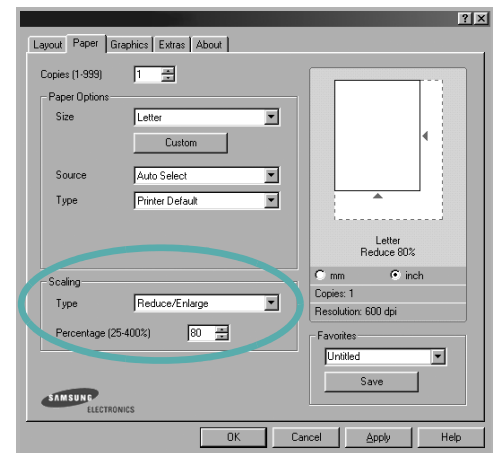 ? X
Layout Paper Graphics Extras About
Copies (1-999) 1
Paper Options
Size Letter
Custom
Source Auto Select
Type Printer Default
Letter
Reduce 80%
mm inch
Scaling
Type Reduce/Enlarge
Percentage (25-400%) 80
Copies: 1
Resolution: 600 dpi
Favorites
Untitled
Save
SAMSUNG
ELECTRONICS
OK Cancel Apply Help